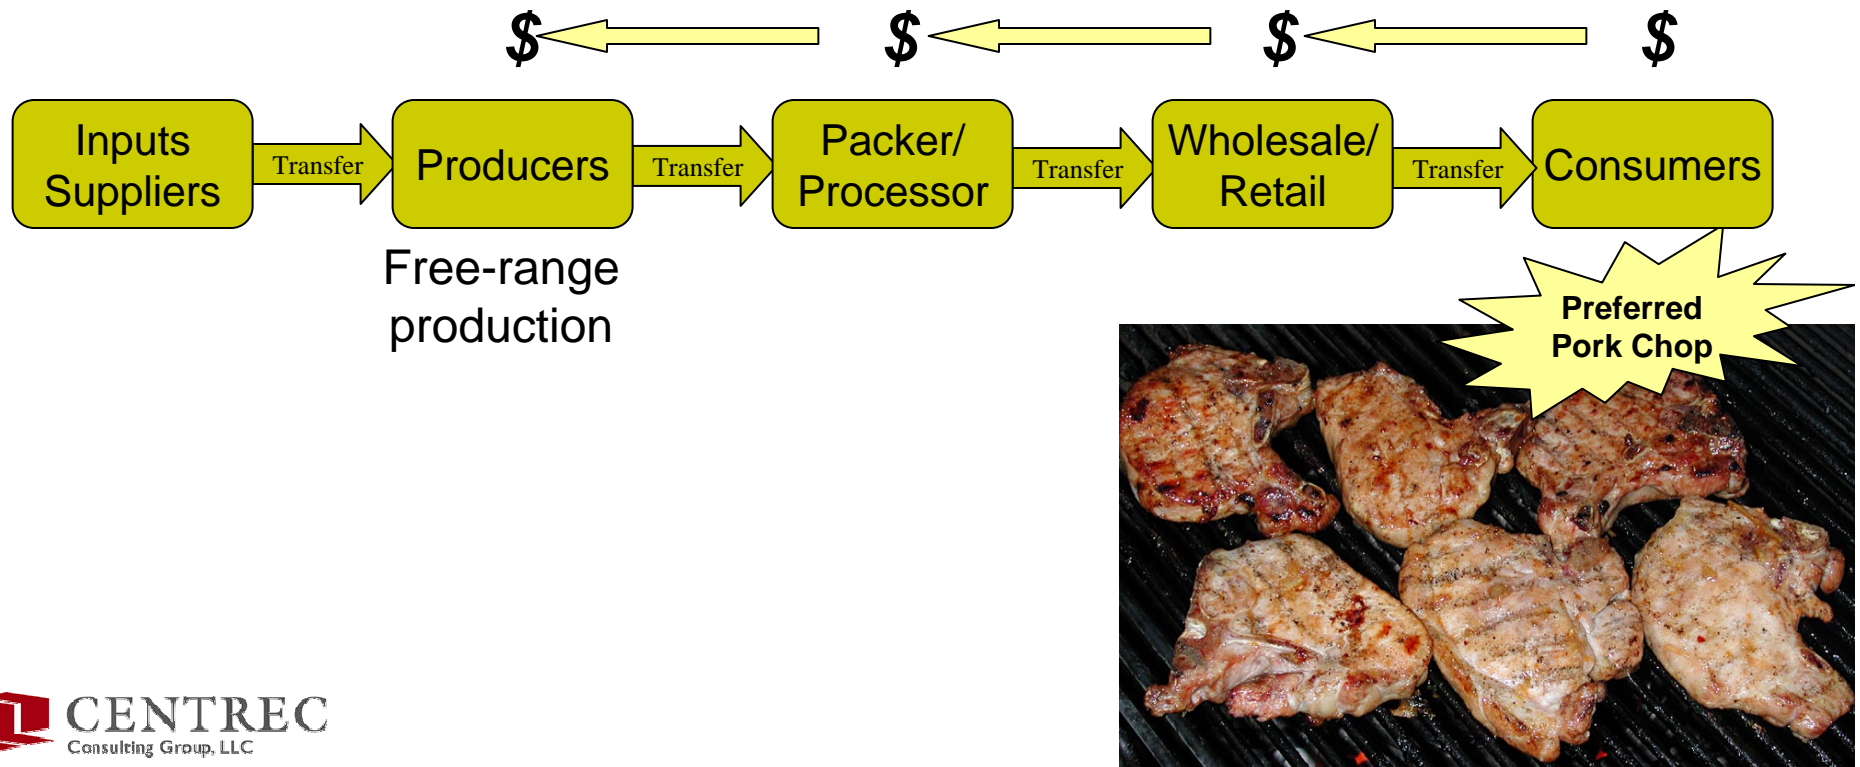 $ $ $ $
Inputs
Suppliers
Transfer
Producers
Transfer
Packer/
Processor
Transfer
Wholesale/
Retail
Transfer
Consumers
Free-range
production
Preferred
Pork Chop
CENTREC
Consulting Group, LLC